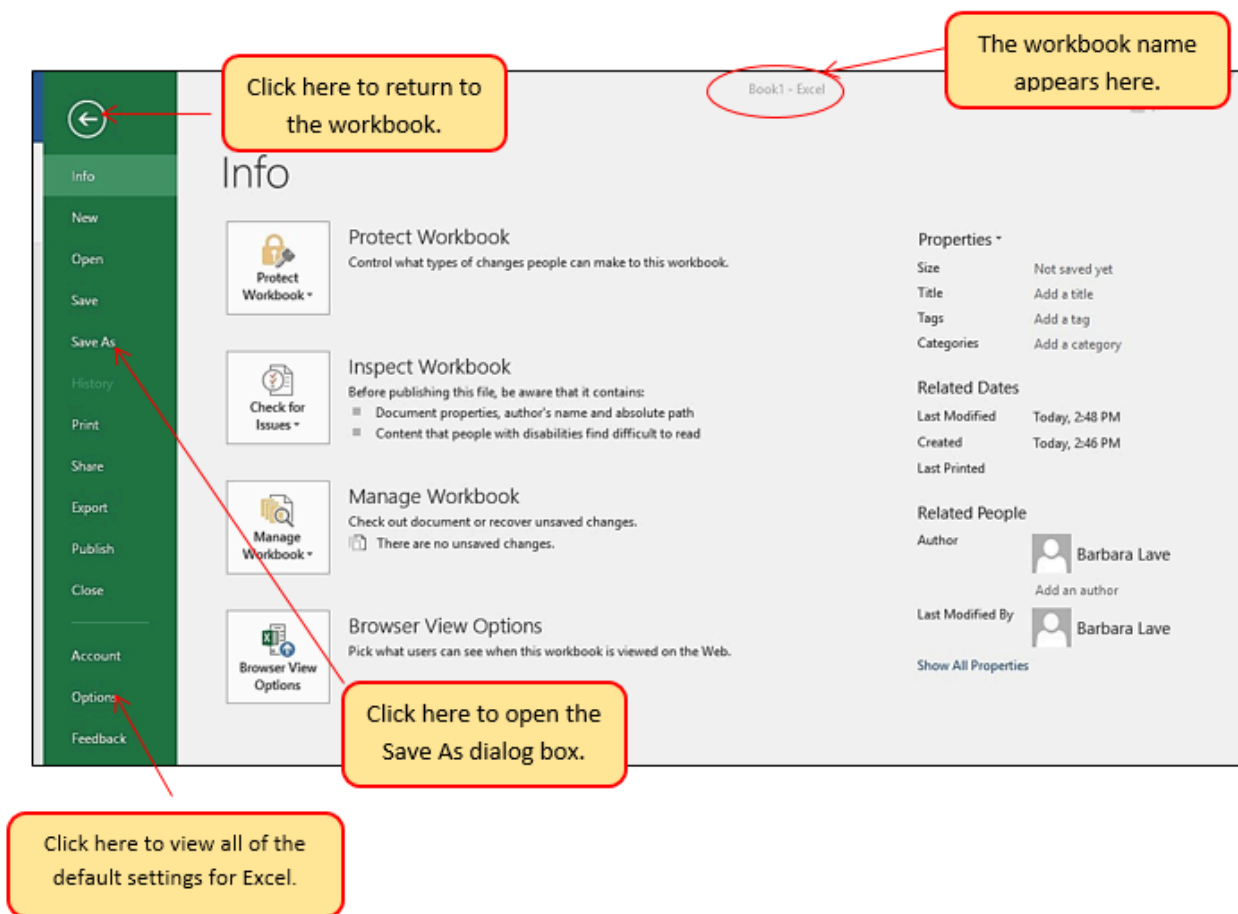 The workbook name
appears here.
Click here to return to
the workbook.
Book1 - Excel
Info
New
Open
Save
Save As
History
Print
Share
Export
Publish
Close
Account
Options
Feedback
Info
Protect
Workbook
Protect Workbook
Control what types of changes people can make to this workbook.
Check for
Issues
Inspect Workbook
Before publishing this file, be aware that it contains:
Document properties, author's name and absolute path
Content that people with disabilities find difficult to read
Manage
Workbook
Manage Workbook
Check out document or recover unsaved changes.
There are no unsaved changes.
Browser View
Options
Browser View Options
Pick what users can see when this workbook is viewed on the Web.
Properties
Size Not saved yet
Title Add a title
Tags Add a tag
Categories Add a category
Related Dates
Last Modified Today, 2:48 PM
Created Today, 2:46 PM
Last Printed
Related People
Author Barbara Lave
Add an author
Last Modified By Barbara Lave
Show All Properties
Click here to open the
Save As dialog box.
Click here to view all of the
default settings for Excel.